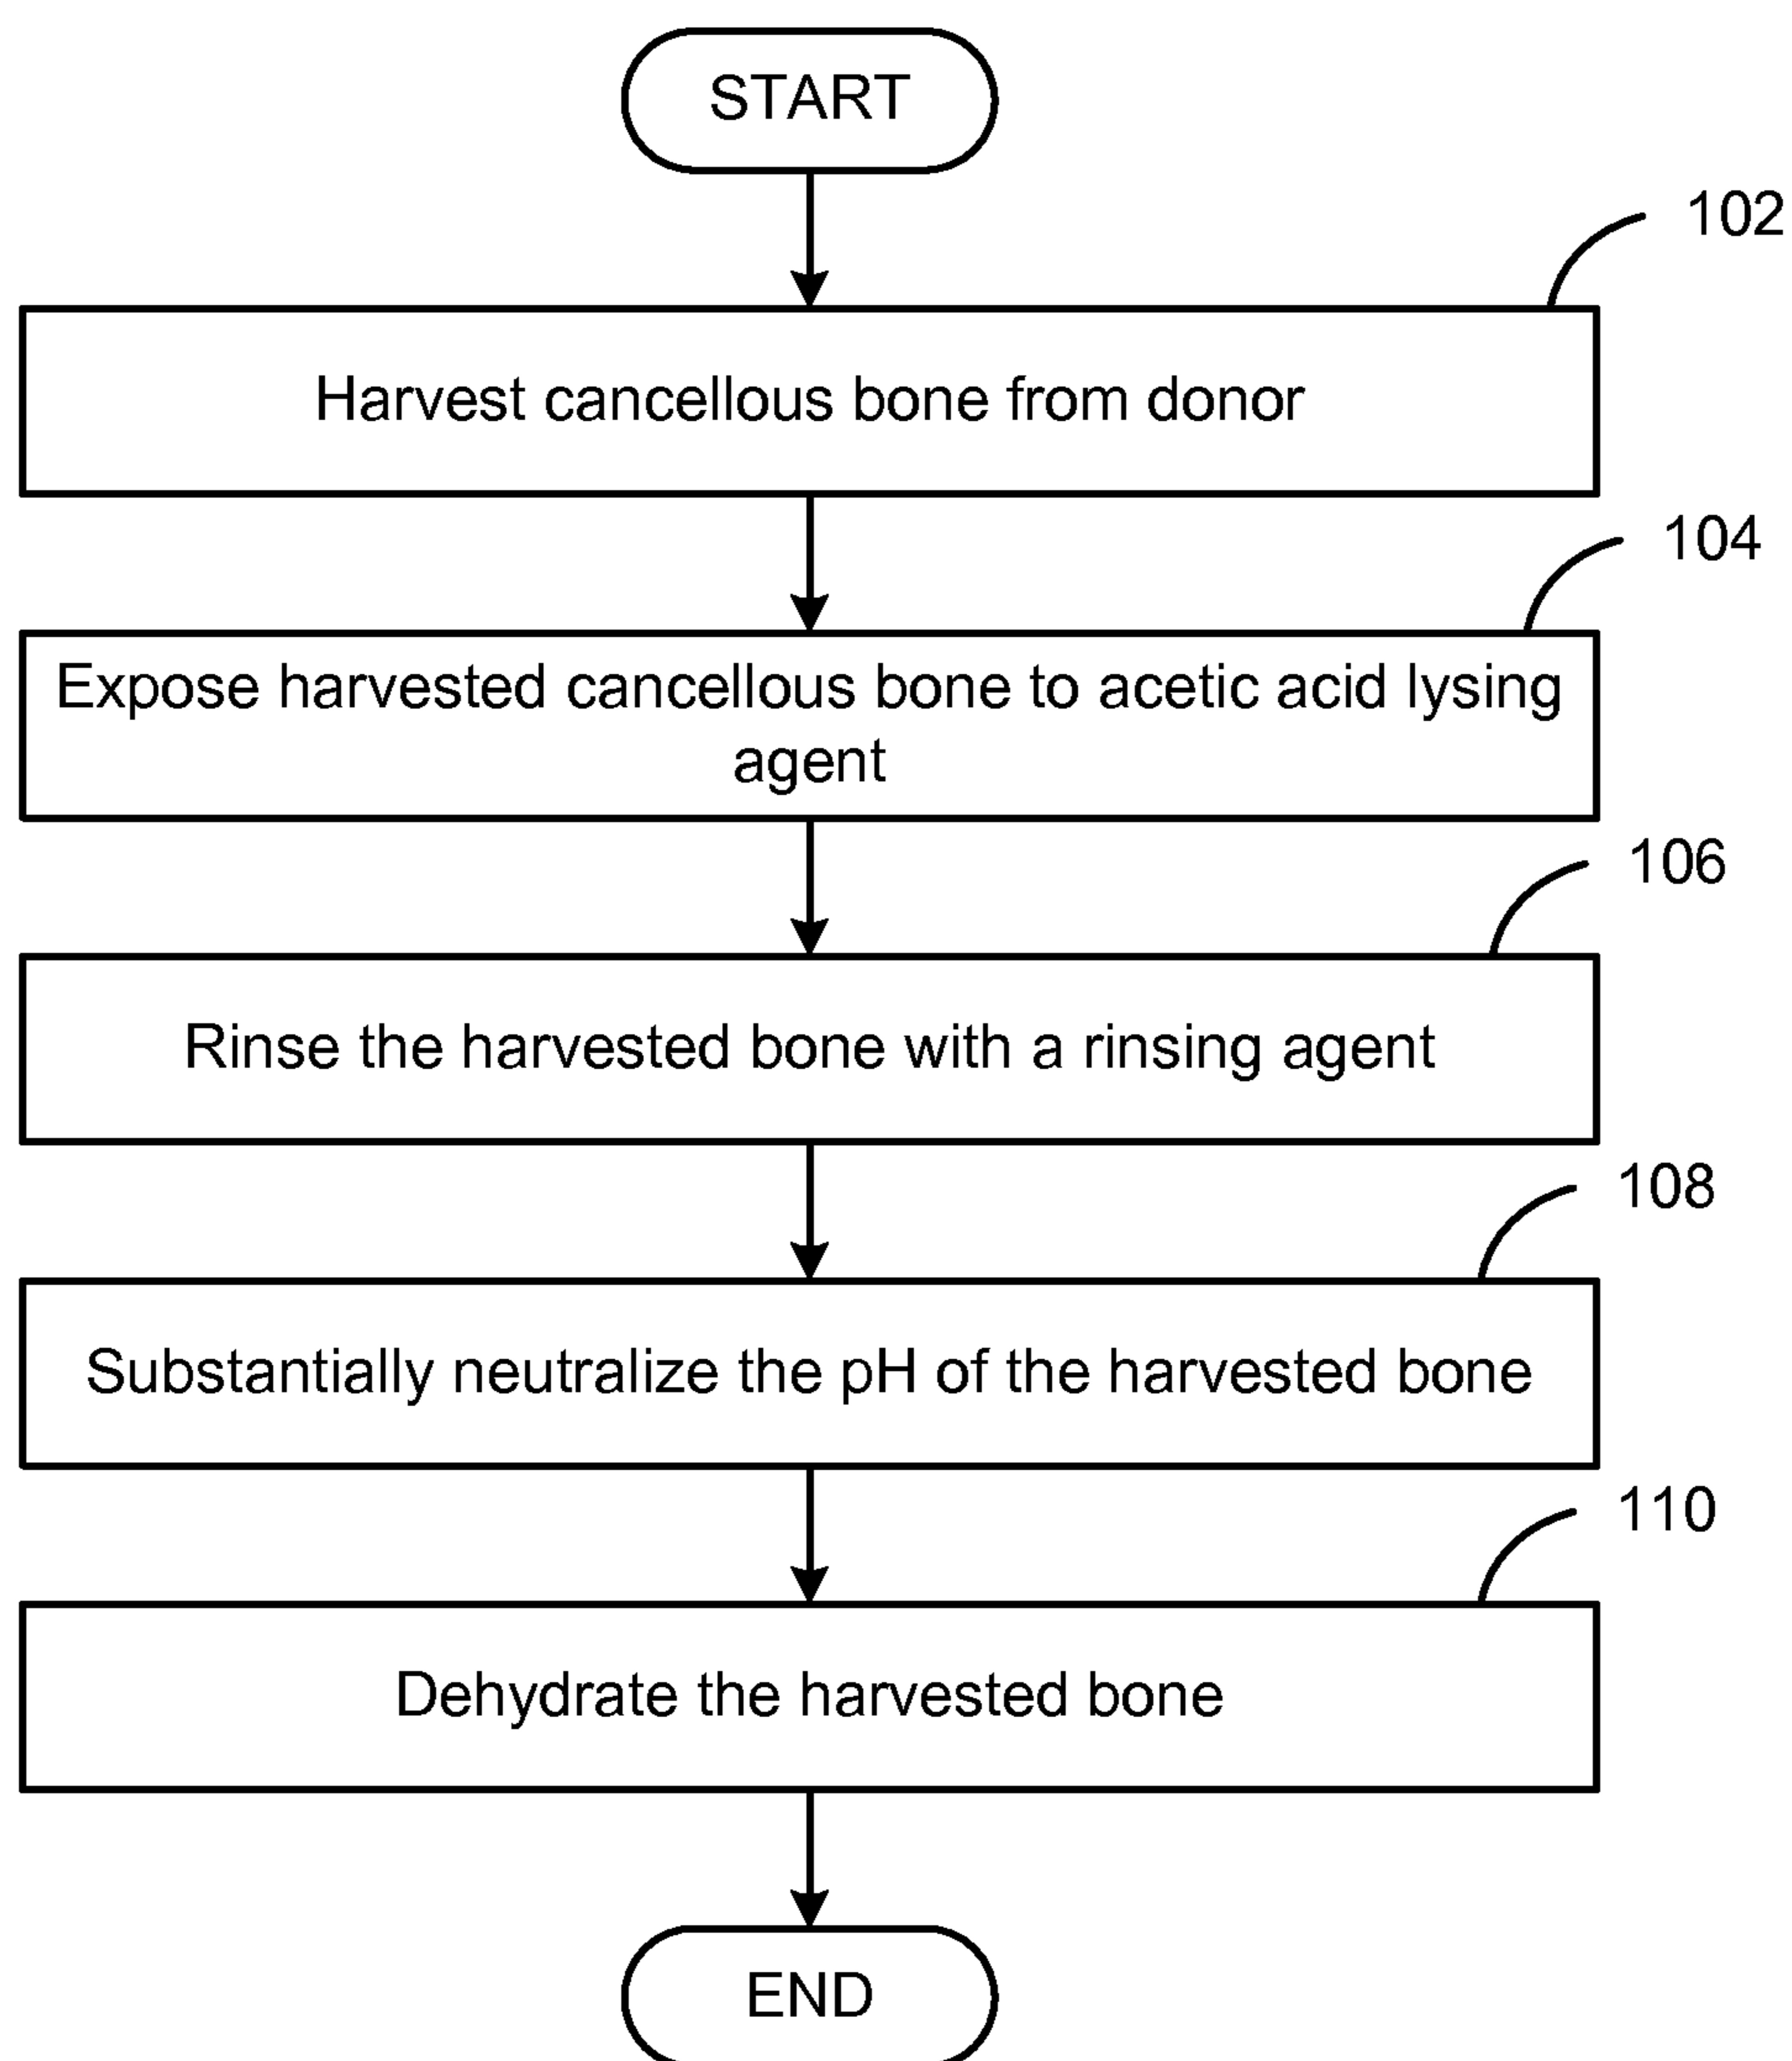 START
102
Harvest cancellous bone from donor
104
Expose harvested cancellous bone to acetic acid lysing
agent
106
Rinse the harvested bone with a rinsing agent
108
Substantially neutralize the pH of the harvested bone
110
Dehydrate the harvested bone
END